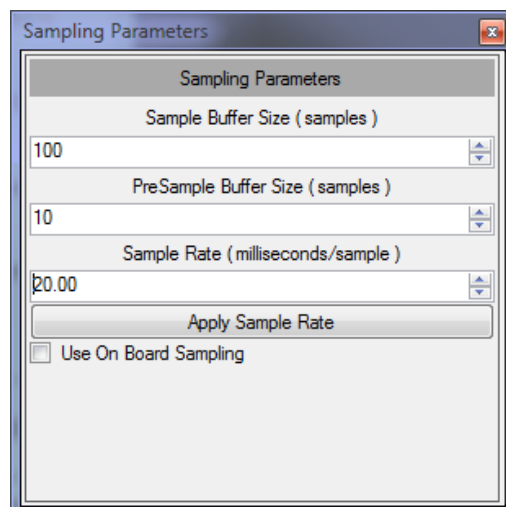 Sampling Parameters
Sampling Parameters
Sample Buffer Size ( samples )
100
PreSample Buffer Size ( samples )
10
Sample Rate ( milliseconds/sample )
20.00
Apply Sample Rate
Use On Board Sampling